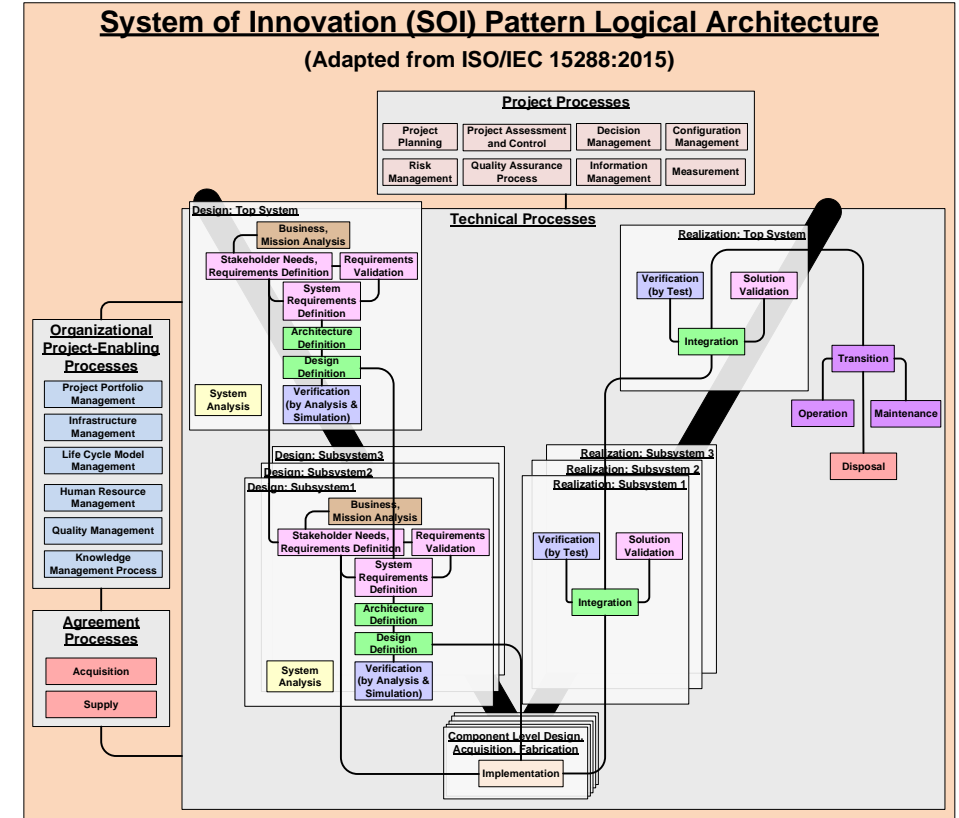 System of Innovation (SOI) Pattern Logical Architecture
(Adapted from ISO/IEC 15288:2015)
Project Processes
Project
Planning
Project Assessment
and Control
Decision
Management
Configuration
Management
Risk
Management
Quality Assurance
Process
Information
Management
Measurement
Technical Processes
Design: Top System
Business,
Mission Analysis
Stakeholder Needs,
Requirements Definition
Requirements
Validation
System
Requirements
Definition
Architecture
Definition
Design
Definition
System
Analysis
Verification
(by Analysis &
Simulation)
Realization: Top System
Verification
(by Test)
Solution
Validation
Integration
Transition
Operation
Maintenance
Disposal
Organizational
Project-Enabling
Processes
Project Portfolio
Management
Infrastructure
Management
Life Cycle Model
Management
Human Resource
Management
Quality Management
Knowledge
Management Process
Agreement
Processes
Acquisition
Supply
Design: Subsystem3
Design: Subsystem2
Design: Subsystem1
Business,
Mission Analysis
Stakeholder Needs,
Requirements Definition
Requirements
Validation
System
Requirements
Definition
Architecture
Definition
Design
Definition
System
Analysis
Verification
(by Analysis &
Simulation)
Realization: Subsystem 3
Realization: Subsystem 2
Realization: Subsystem 1
Verification
(by Test)
Solution
Validation
Integration
Component Level Design,
Acquisition, Fabrication
Implementation